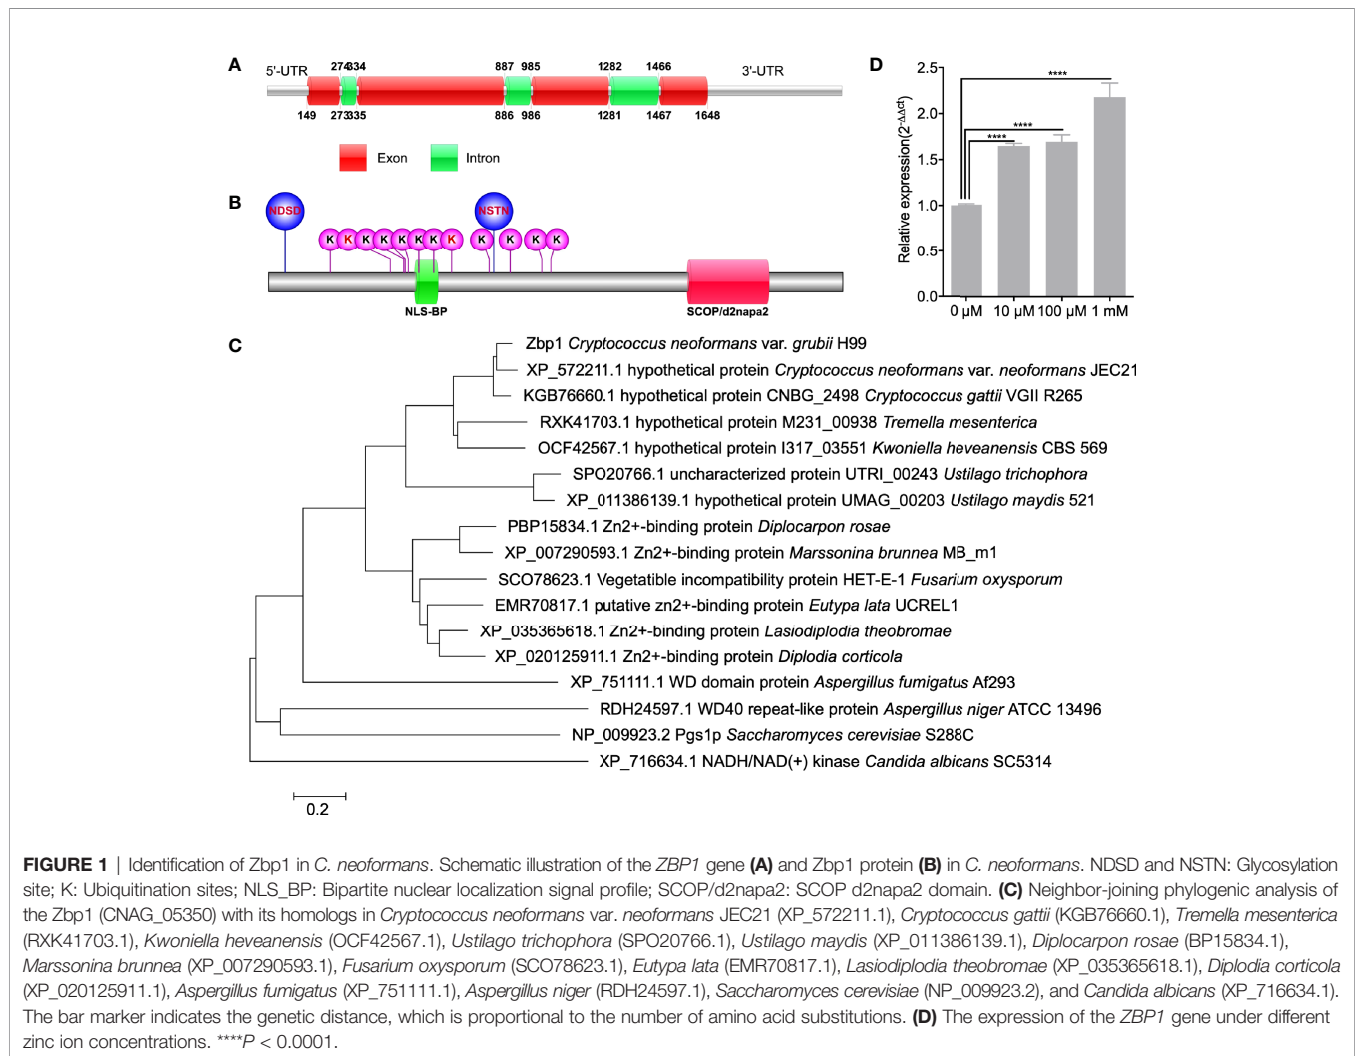 A
5'-UTR
274 334
887 985
1282
1466
3'-UTR
149
273 335
886 986
1281
1467
1648
Exon
Intron
B
NDSD
NSTN
K K K K K K K K K K K K
NLS-BP
SCOP/d2napa2
D
Relative expression(2-ΔΔct)
2.5
2.0
1.5
1.0
0.5
0.0
****
****
****
0 µM 10 µM 100 µM 1 mM
C
Zbp1 Cryptococcus neoformans var. grubii H99
XP_572211.1 hypothetical protein Cryptococcus neoformans var. neoformans JEC21
KGB76660.1 hypothetical protein CNBG_2498 Cryptococcus gattii VGII R265
RXK41703.1 hypothetical protein M231_00938 Tremella mesenterica
OCF42567.1 hypothetical protein I317_03551 Kwoniella heveanensis CBS 569
SPO20766.1 uncharacterized protein UTRI_00243 Ustilago trichophora
XP_011386139.1 hypothetical protein UMAG_00203 Ustilago maydis 521
PBP15834.1 Zn2+-binding protein Diplocarpon rosae
XP_007290593.1 Zn2+-binding protein Marssonina brunnea MB_m1
SCO78623.1 Vegetatible incompatibility protein HET-E-1 Fusarium oxysporum
EMR70817.1 putative zn2+-binding protein Eutypa lata UCREL1
XP_035365618.1 Zn2+-binding protein Lasiodiplodia theobromae
XP_020125911.1 Zn2+-binding protein Diplodia corticola
XP_751111.1 WD domain protein Aspergillus fumigatus Af293
RDH24597.1 WD40 repeat-like protein Aspergillus niger ATCC 13496
NP_009923.2 Pgs1p Saccharomyces cerevisiae S288C
XP_716634.1 NADH/NAD(+) kinase Candida albicans SC5314
0.2
FIGURE 1 | Identification of Zbp1 in C. neoformans. Schematic illustration of the ZBP1 gene (A) and Zbp1 protein (B) in C. neoformans. NDSD and NSTN: Glycosylation
site; K: Ubiquitination sites; NLS_BP: Bipartite nuclear localization signal profile; SCOP/d2napa2: SCOP d2napa2 domain. (C) Neighbor-joining phylogenic analysis of
the Zbp1 (CNAG_05350) with its homologs in Cryptococcus neoformans var. neoformans JEC21 (XP_572211.1), Cryptococcus gattii (KGB76660.1), Tremella mesenterica
(RXK41703.1), Kwoniella heveanensis (OCF42567.1), Ustilago trichophora (SPO20766.1), Ustilago maydis (XP_011386139.1), Diplocarpon rosae (BP15834.1),
Marssonina brunnea (XP_007290593.1), Fusarium oxysporum (SCO78623.1), Eutypa lata (EMR70817.1), Lasiodiplodia theobromae (XP_035365618.1), Diplodia corticola
(XP_020125911.1), Aspergillus fumigatus (XP_751111.1), Aspergillus niger (RDH24597.1), Saccharomyces cerevisiae (NP_009923.2), and Candida albicans (XP_716634.1).
The bar marker indicates the genetic distance, which is proportional to the number of amino acid substitutions. (D) The expression of the ZBP1 gene under different
zinc ion concentrations. ****P < 0.0001.